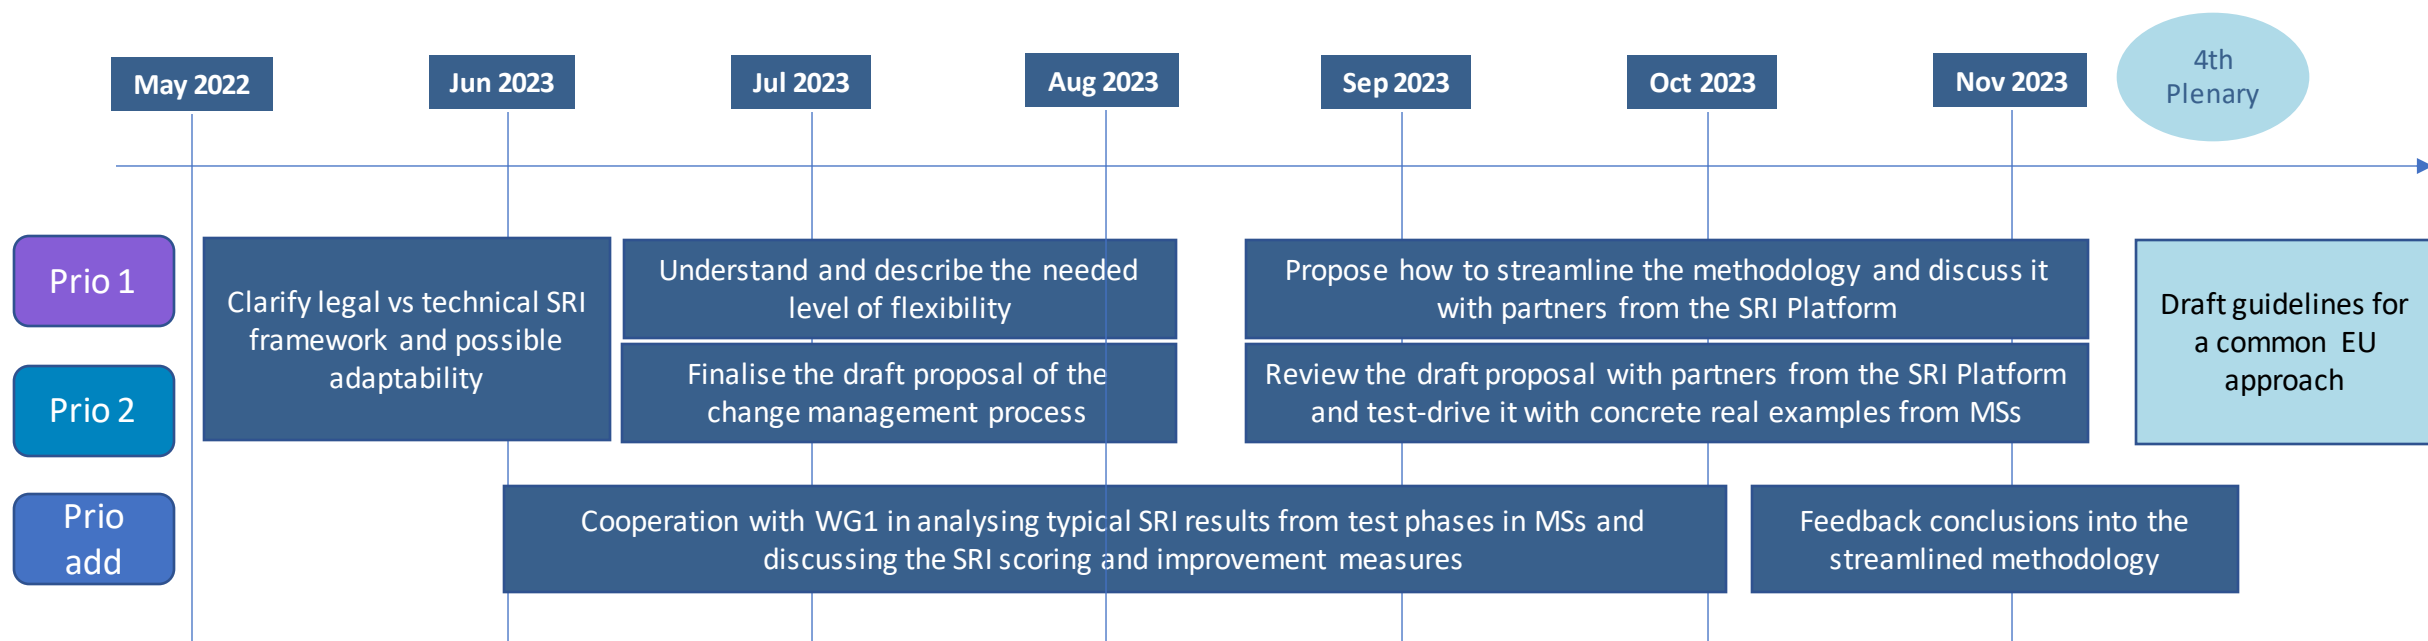 May 2022
Jun 2023
Jul 2023
Aug 2023
Sep 2023
Oct 2023
Nov 2023
4th
Plenary
Prio 1
Clarify legal vs technical SRI
framework and possible
adaptability
Understand and describe the needed
level of flexibility
Propose how to streamline the methodology and discuss it
with partners from the SRI Platform
Draft guidelines for
a common EU
approach
Prio 2
Finalise the draft proposal of the
change management process
Review the draft proposal with partners from the SRI Platform
and test-drive it with concrete real examples from MSs
Prio
add
Cooperation with WG1 in analysing typical SRI results from test phases in MSs and
discussing the SRI scoring and improvement measures
Feedback conclusions into the
streamlined methodology